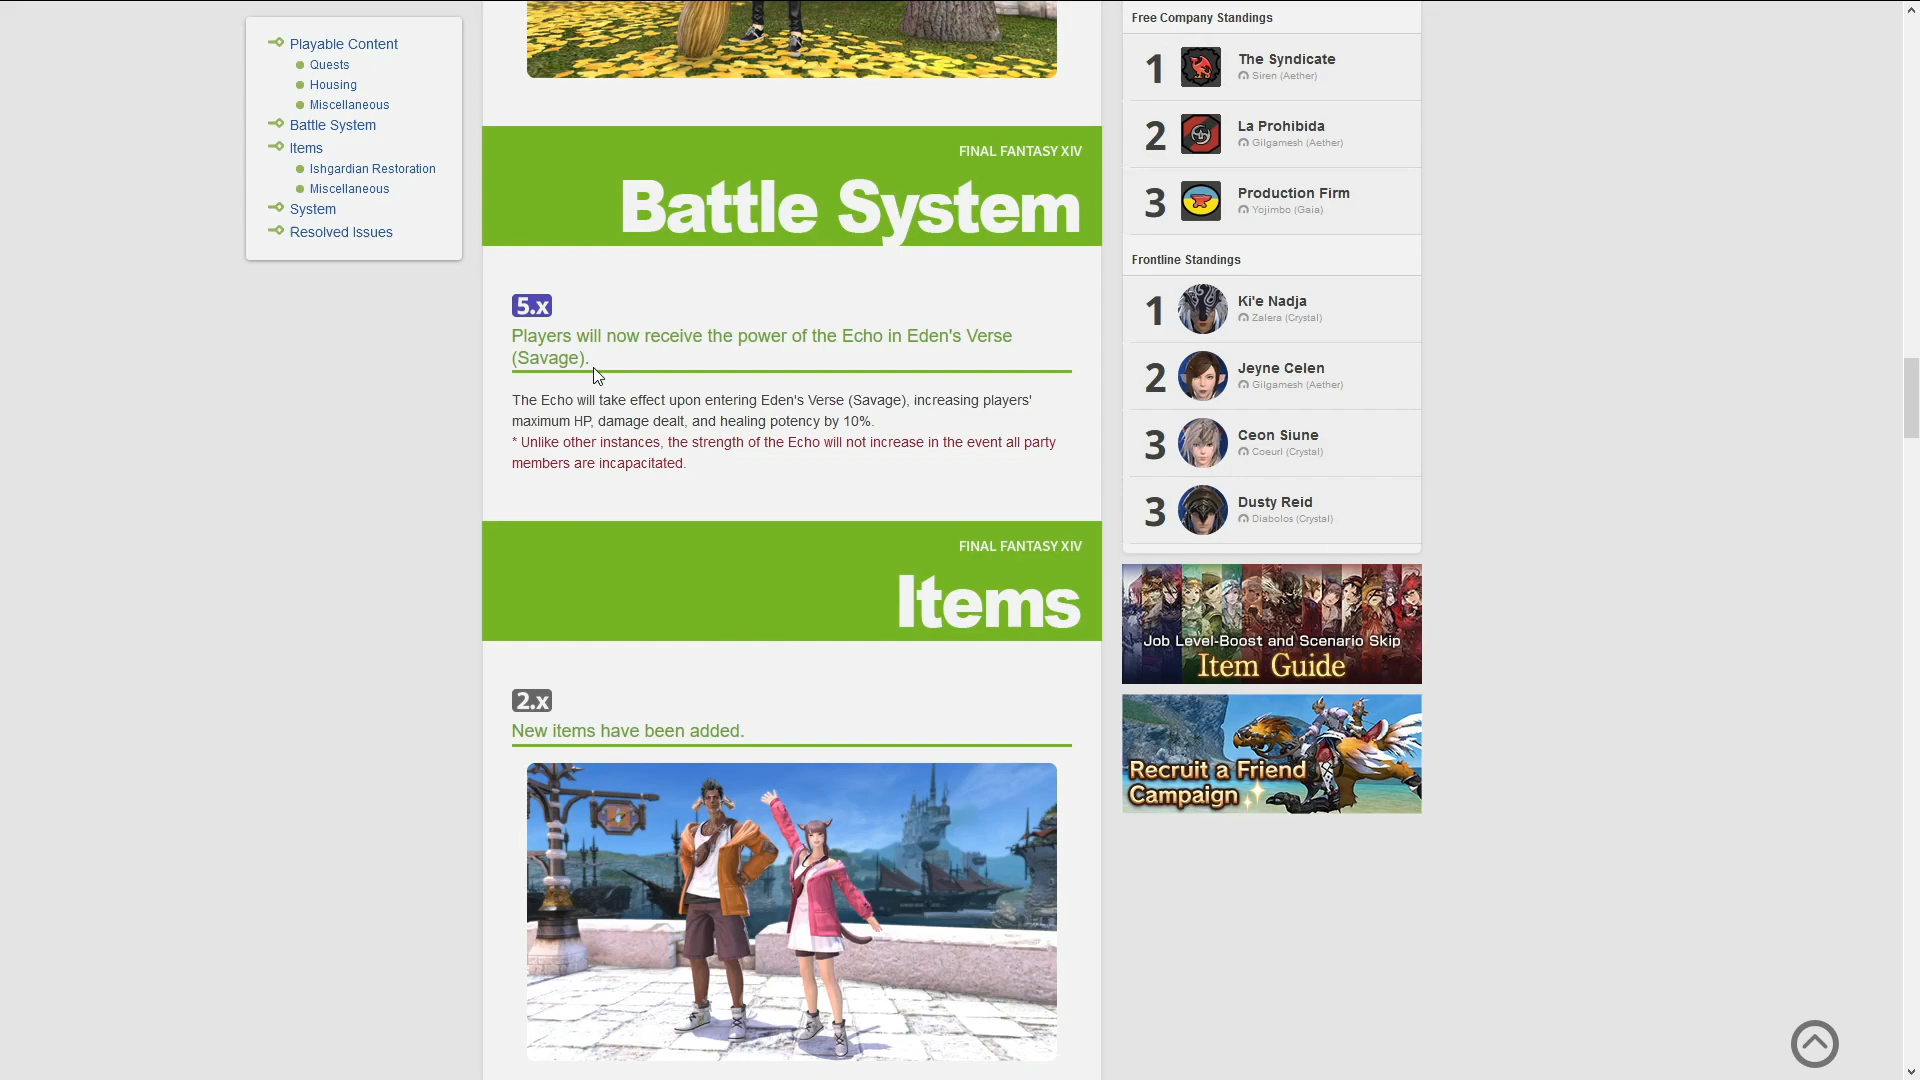 Playable Content
Quests
Housing
Miscellaneous
Battle System
Items
Ishgardian Restoration
Miscellaneous
System
Resolved Issues
FINAL FANTASY XIV
Battle System
5.x
Players will now receive the power of the Echo in Eden's Verse
(Savage).
The Echo will take effect upon entering Eden's Verse (Savage), increasing players'
maximum HP, damage dealt, and healing potency by 10%.
* Unlike other instances, the strength of the Echo will not increase in the event all party
members are incapacitated.
FINAL FANTASY XIV
Items
2.x
New items have been added.
Free Company Standings
1
The Syndicate
Siren (Aether)
2
La Prohibida
Gilgamesh (Aether)
3
Production Firm
Yojimbo (Gaia)
Frontline Standings
1
Ki'e Nadja
Zalera (Crystal)
2
Jeyne Celen
Gilgamesh (Aether)
3
Ceon Siune
Coeurl (Crystal)
3
Dusty Reid
Diabolos (Crystal)
Job Level-Boost and Scenario Skip
Item Guide
Recruit a Friend
Campaign